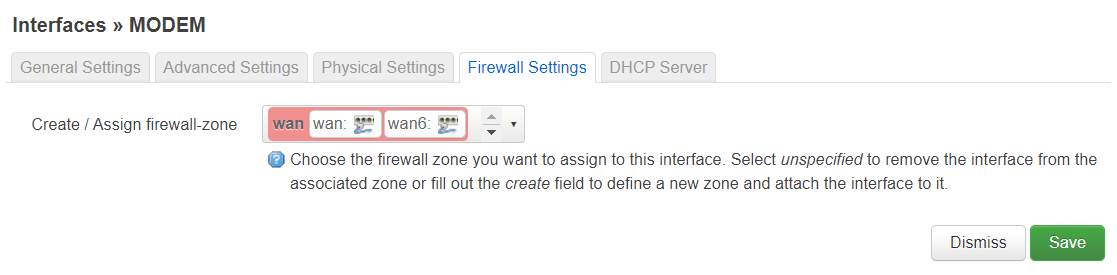 Interfaces » MODEM
General Settings Advanced Settings Physical Settings Firewall Settings DHCP Server
Create / Assign firewall-zone wan wan: wan6:
Choose the firewall zone you want to assign to this interface. Select unspecified to remove the interface from the
associated zone or fill out the create field to define a new zone and attach the interface to it.
Dismiss Save